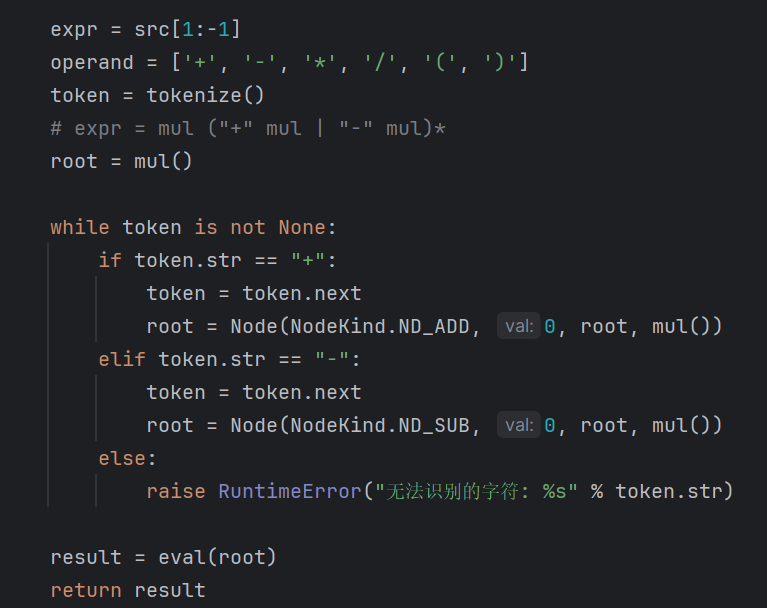 expr = src[1:-1]
operand = ['+', '-', '*', '/', '(', ')']
token = tokenize()
# expr = mul ("+" mul | "-" mul)*
root = mul()
while token is not None:
if token.str == "+":
token = token.next
root = Node(NodeKind.ND_ADD, val: 0, root, mul())
elif token.str == "-":
token = token.next
root = Node(NodeKind.ND_SUB, val: 0, root, mul())
else:
raise RuntimeError("无法识别的字符: %s" % token.str)
result = eval(root)
return result